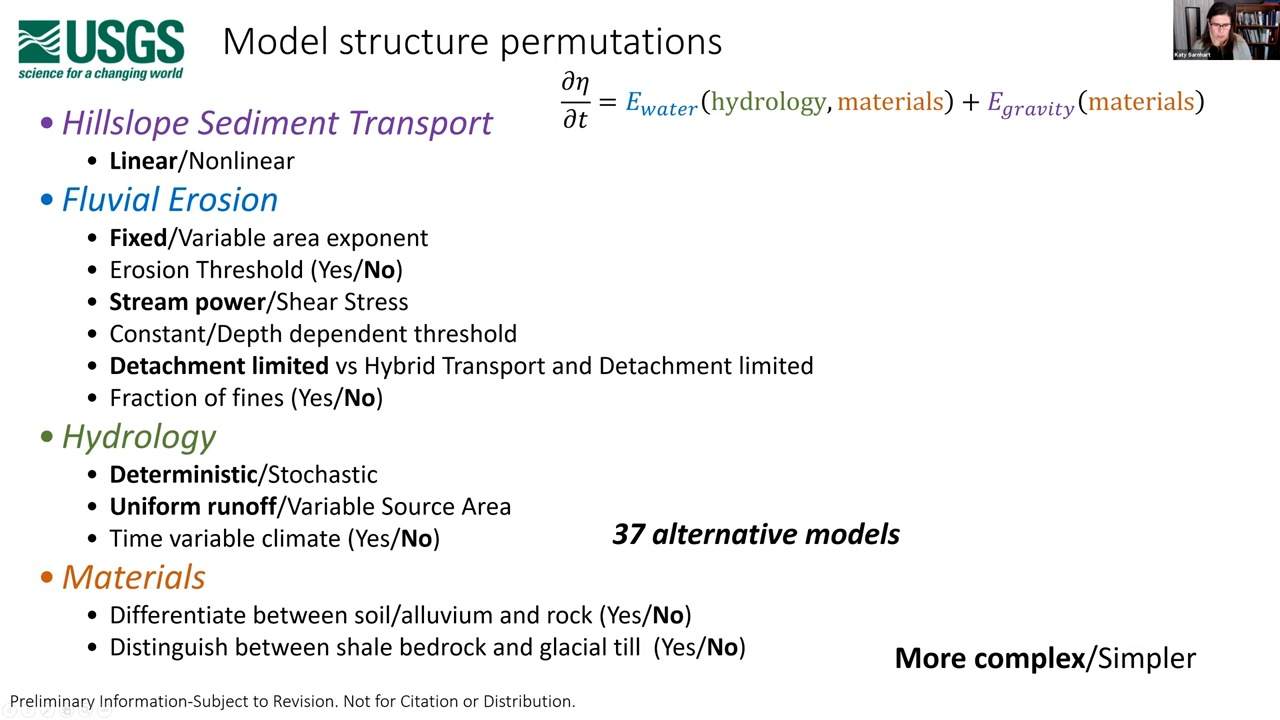 USGS
science for a changing world
Model structure permutations
Katy Barnhart
∂η/∂t = E_water(hydrology, materials) + E_gravity(materials)
• Hillslope Sediment Transport
• Linear/Nonlinear
• Fluvial Erosion
• Fixed/Variable area exponent
• Erosion Threshold (Yes/No)
• Stream power/Shear Stress
• Constant/Depth dependent threshold
• Detachment limited vs Hybrid Transport and Detachment limited
• Fraction of fines (Yes/No)
• Hydrology
• Deterministic/Stochastic
• Uniform runoff/Variable Source Area
• Time variable climate (Yes/No)
37 alternative models
• Materials
• Differentiate between soil/alluvium and rock (Yes/No)
• Distinguish between shale bedrock and glacial till (Yes/No)
More complex/Simpler
Preliminary Information-Subject to Revision. Not for Citation or Distribution.